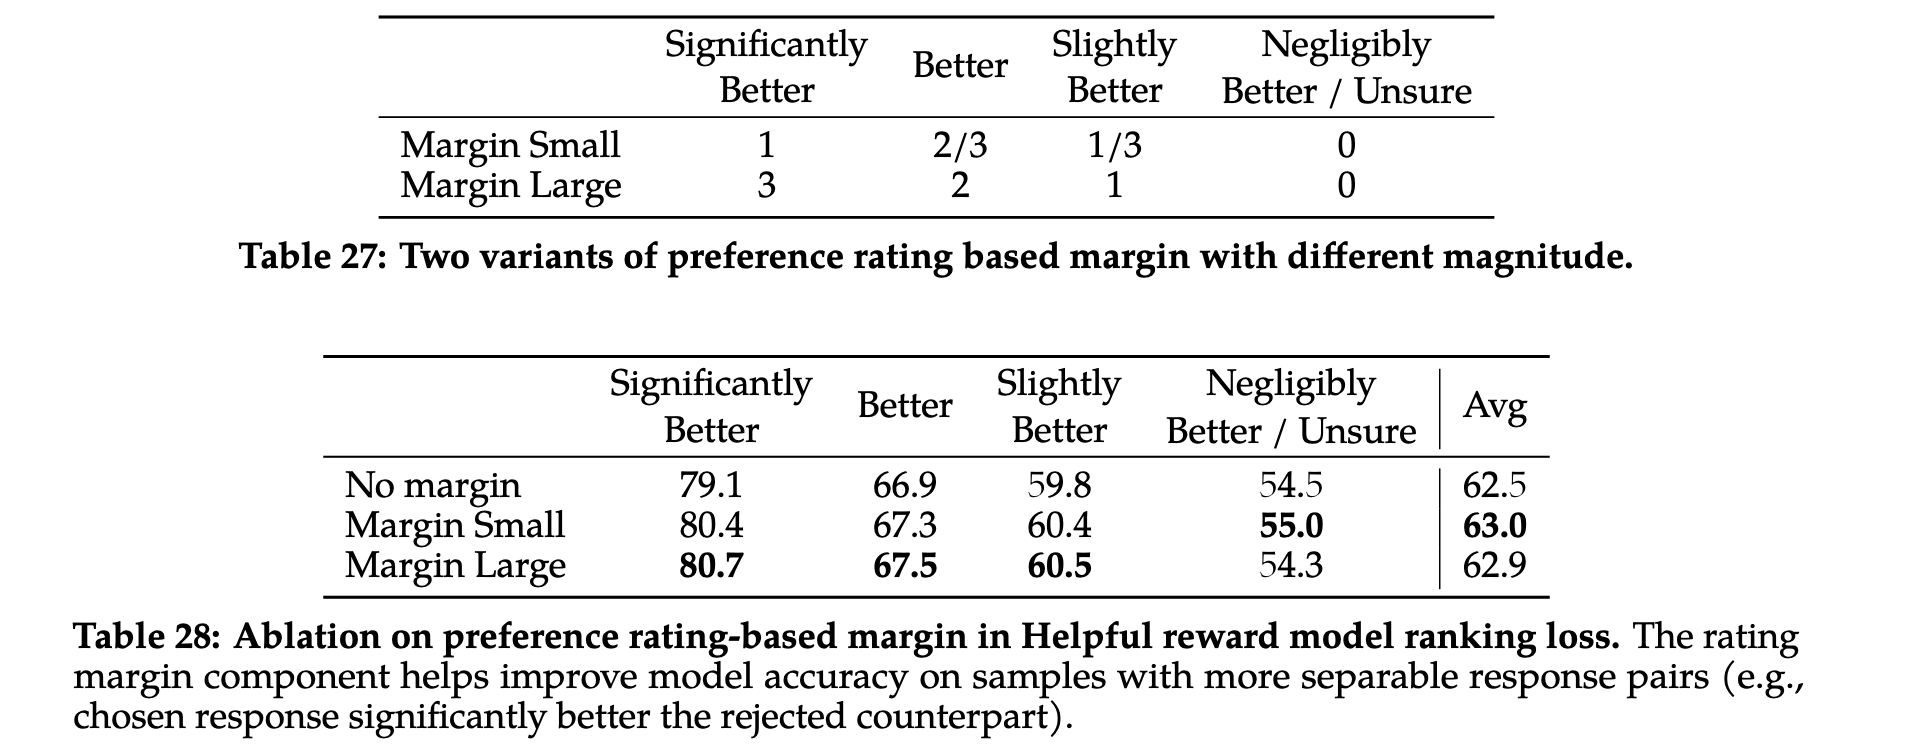 Significantly Better Better Slightly Better Negligibly Better / Unsure
Margin Small 1 2/3 1/3 0
Margin Large 3 2 1 0
Table 27: Two variants of preference rating based margin with different magnitude.
Significantly Better Better Slightly Better Negligibly Better / Unsure Avg
No margin 79.1 66.9 59.8 54.5 62.5
Margin Small 80.4 67.3 60.4 55.0 63.0
Margin Large 80.7 67.5 60.5 54.3 62.9
Table 28: Ablation on preference rating-based margin in Helpful reward model ranking loss. The rating
margin component helps improve model accuracy on samples with more separable response pairs (e.g.,
chosen response significantly better the rejected counterpart).